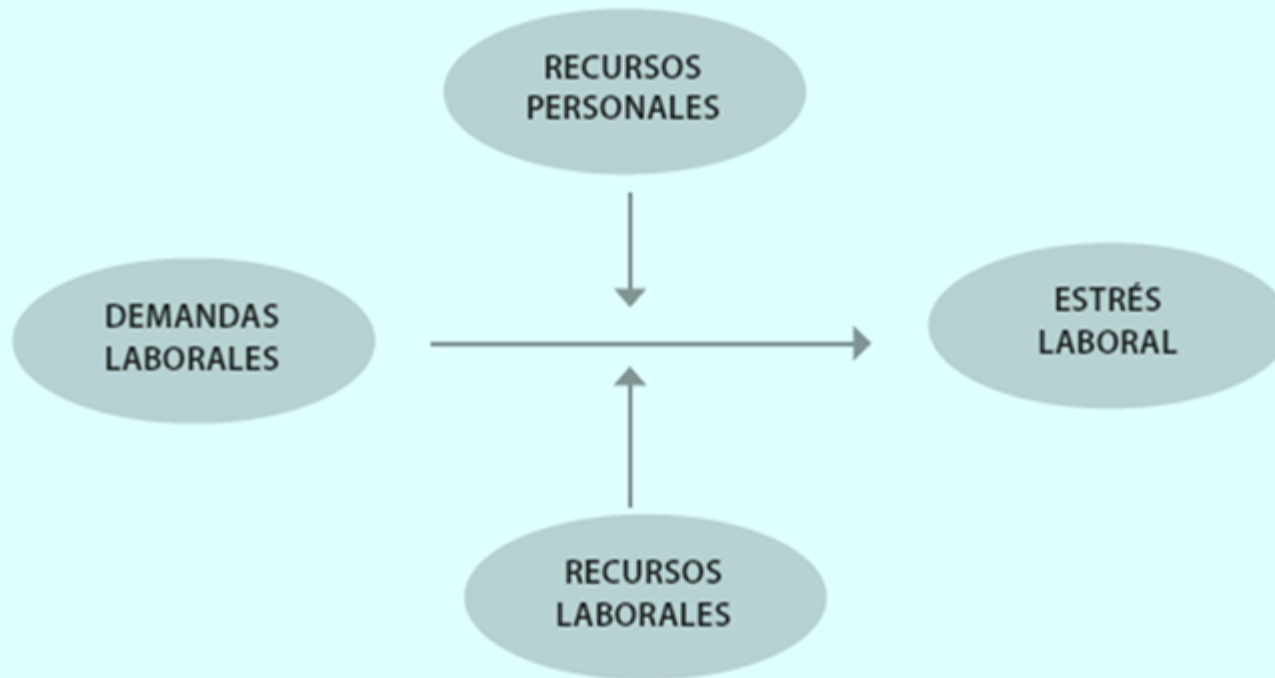 RECURSOS
PERSONALES
DEMANDAS
LABORALES
ESTRÉS
LABORAL
RECURSOS
LABORALES